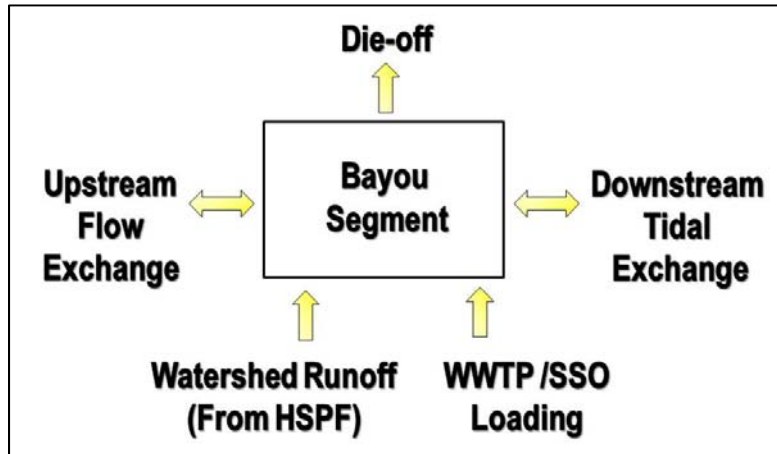 Die-off
Upstream
Flow
Exchange
Bayou
Segment
Downstream
Tidal
Exchange
Watershed Runoff
(From HSPF)
WWTP /SSO
Loading